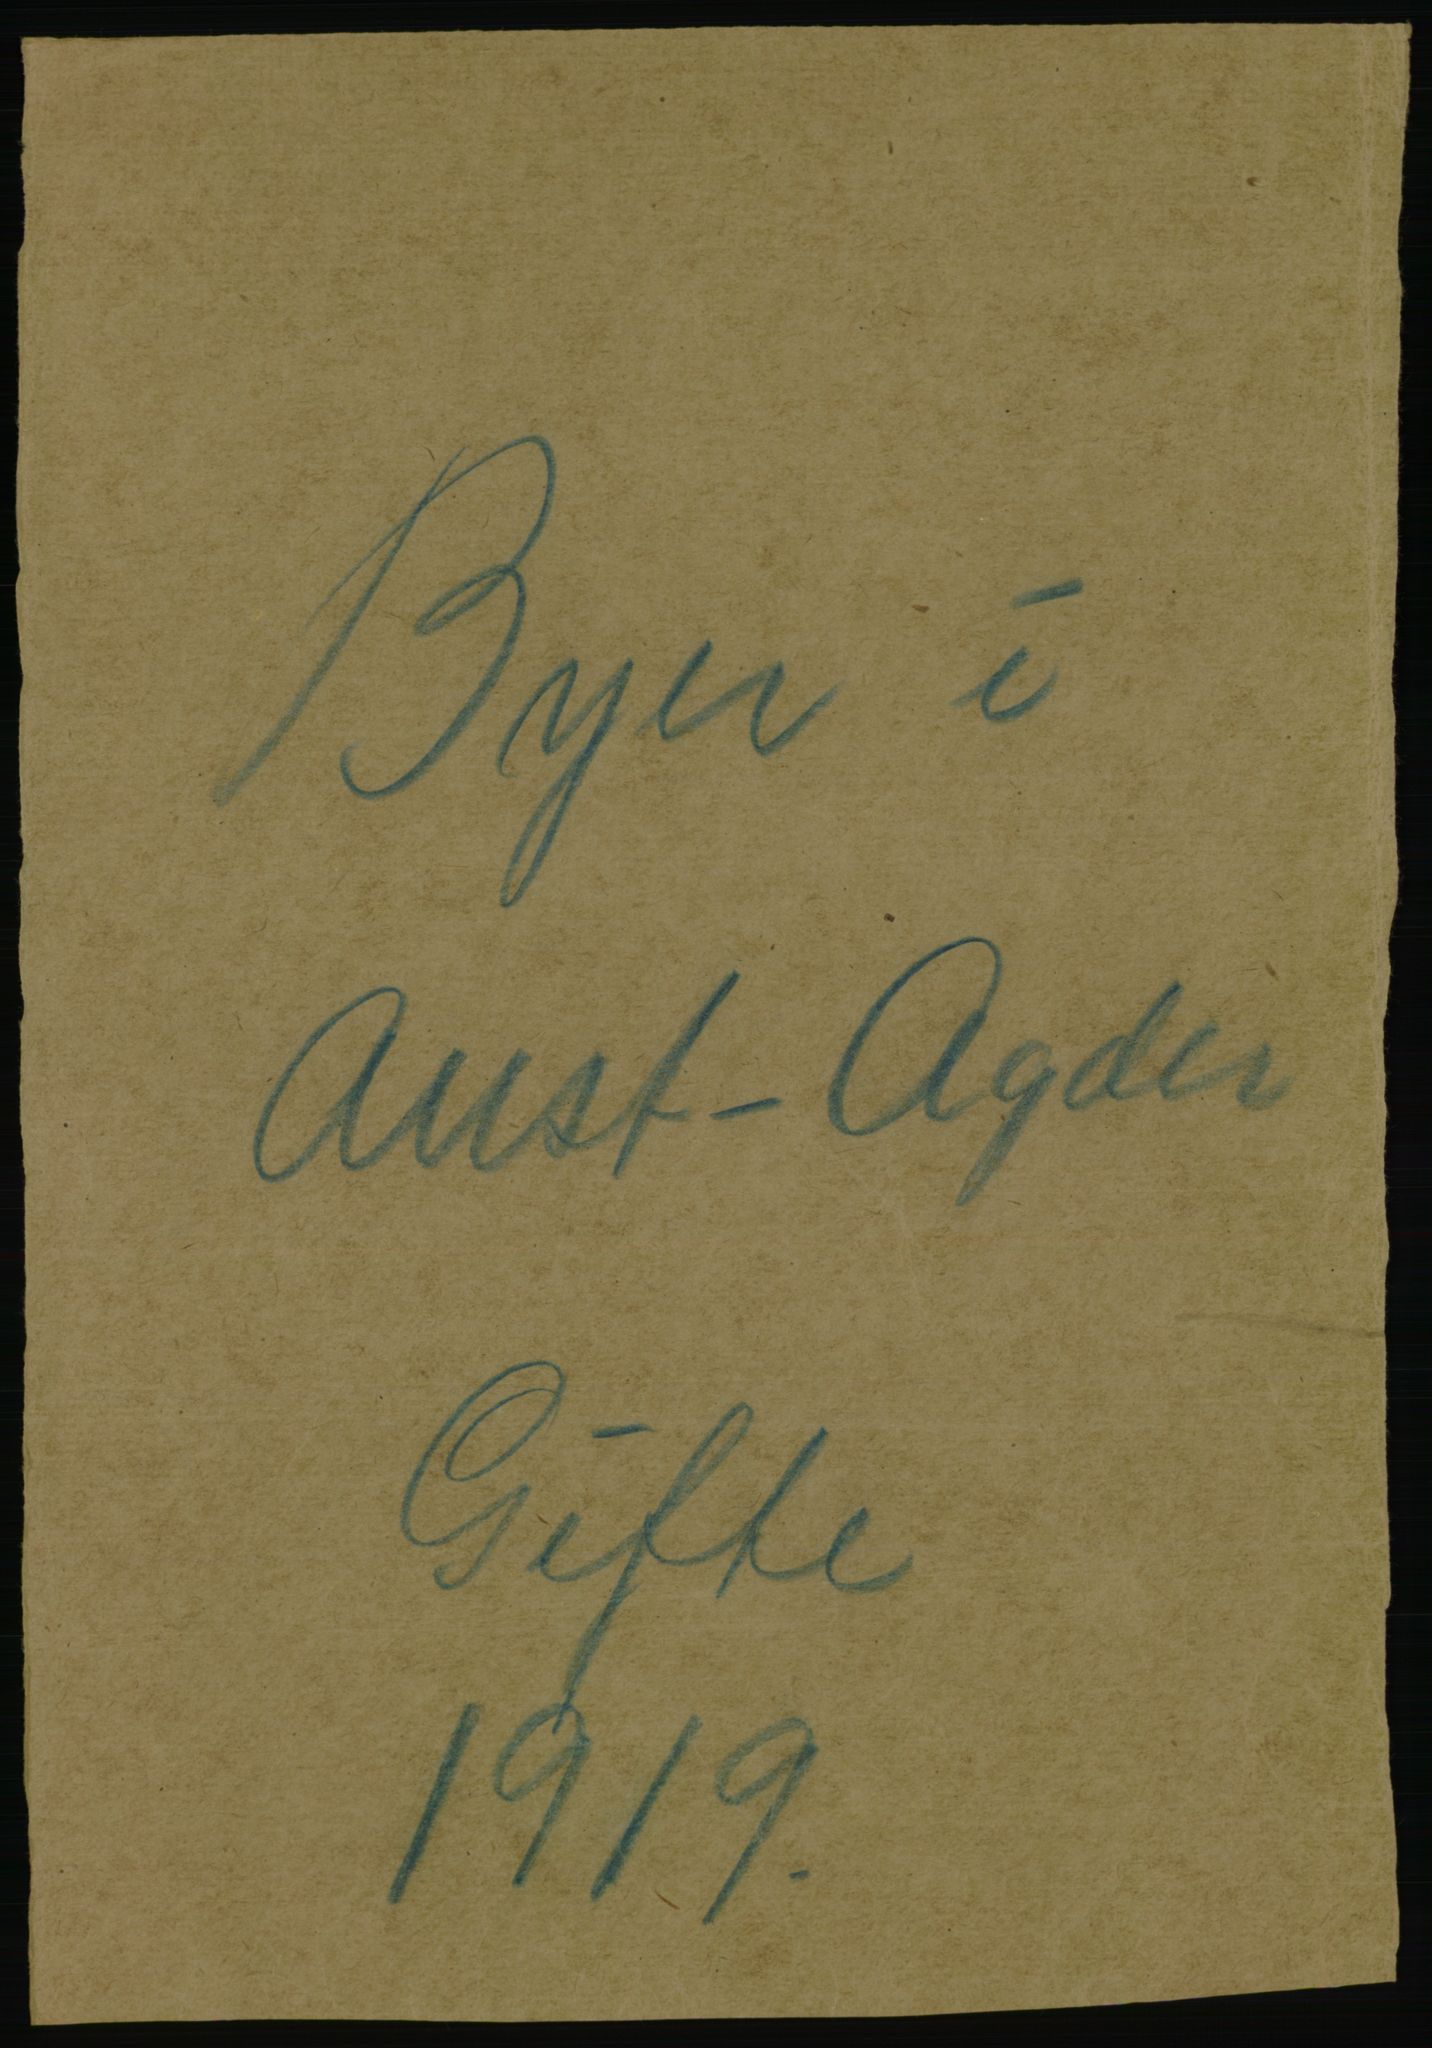 Byer i
Aust-Agder
Gifte
1919.